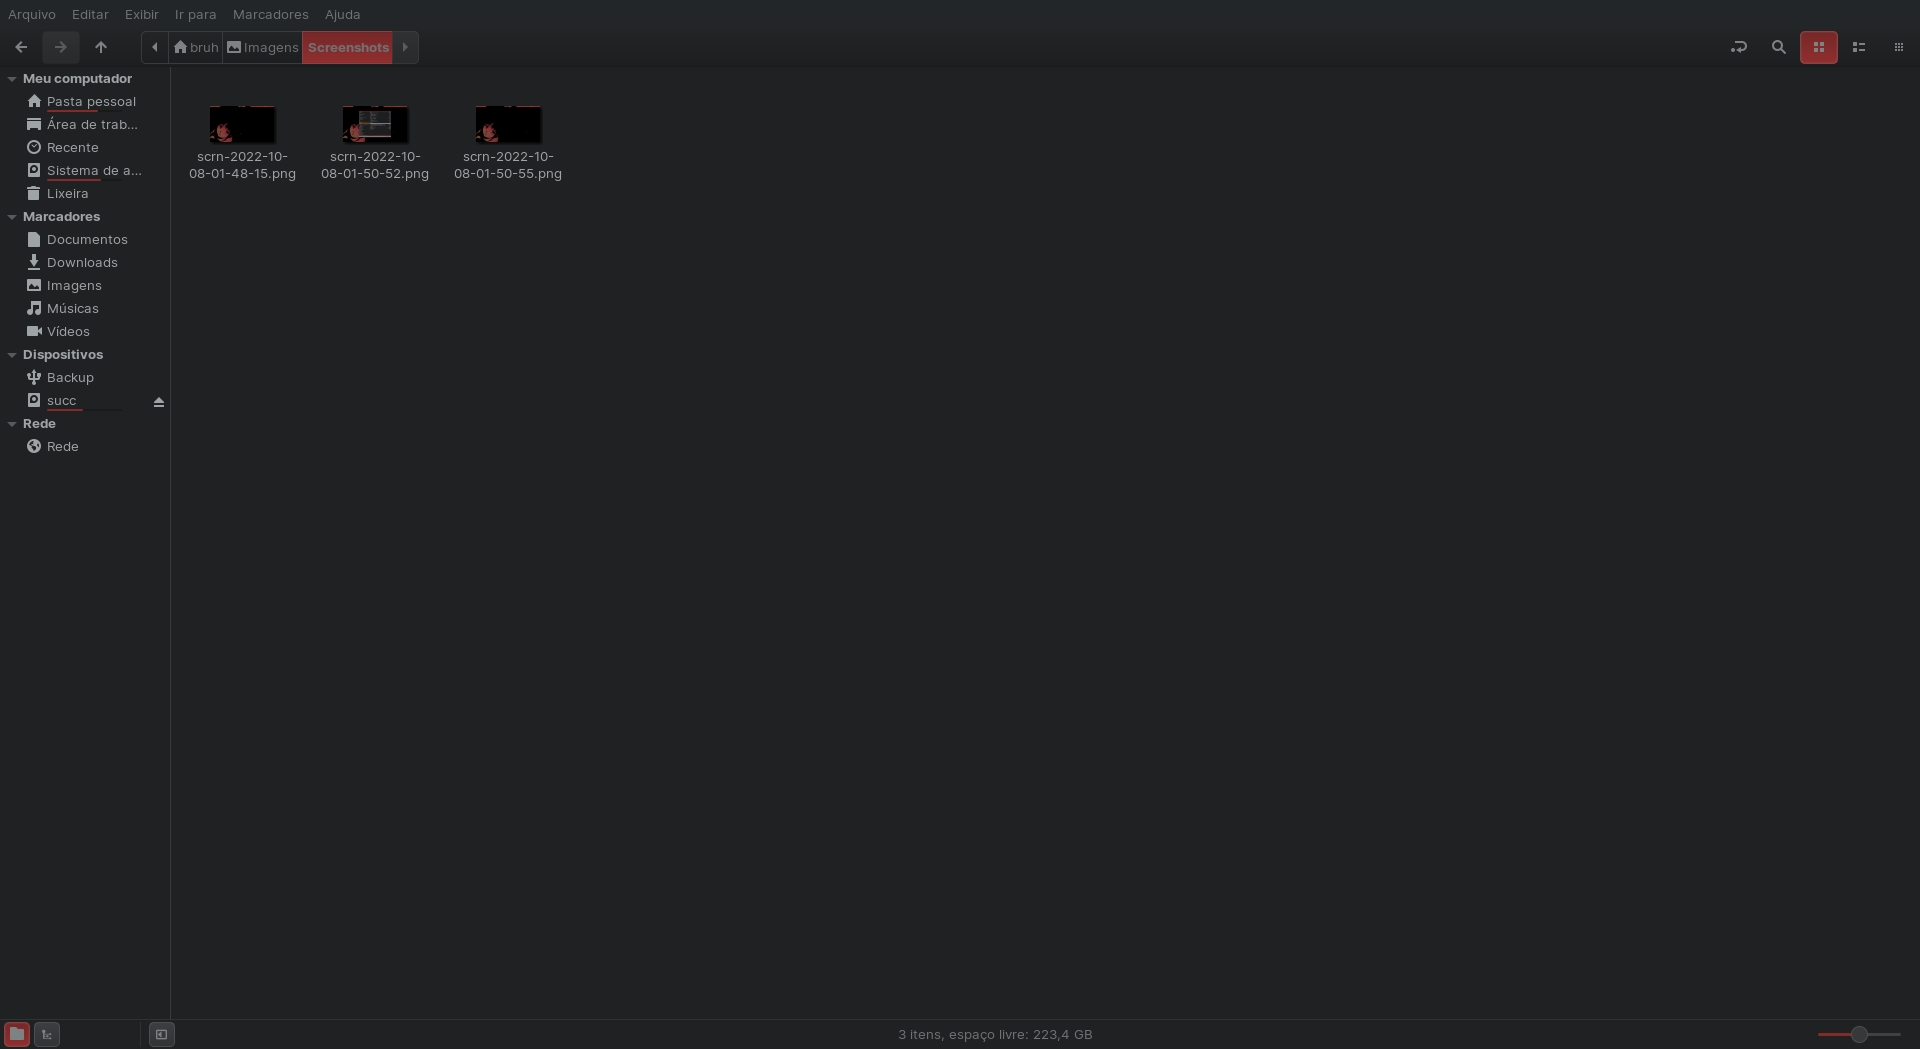 Arquivo Editar Exibir Ir para Marcadores Ajuda
bruh Imagens Screenshots
Meu computador
Pasta pessoal
Área de trab...
Recente
Sistema de a...
Lixeira
Marcadores
Documentos
Downloads
Imagens
Músicas
Vídeos
Dispositivos
Backup
succ
Rede
Rede
scrn-2022-10-
08-01-48-15.png
scrn-2022-10-
08-01-50-52.png
scrn-2022-10-
08-01-50-55.png
3 itens, espaço livre: 223,4 GB